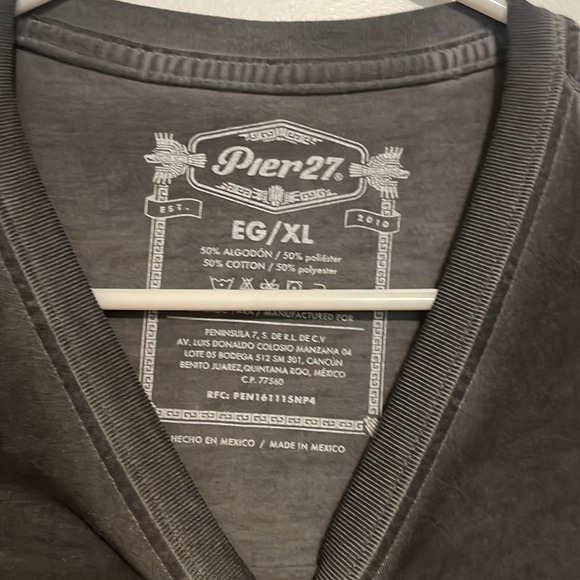 Pier27®
EST. 2010
EG/XL
50% ALGODÓN / 50% poliéster
50% COTTON / 50% polyester
PARA / MANUFACTURED FOR
PENINSULA 7, S. DE R.L. DE C.V
AV. LUIS DONALDO COLOSIO MANZANA 04
LOTE 05 BODEGA 512 SM 301, CANCÚN
BENITO JUAREZ,QUINTANA ROO, MÉXICO
C.P. 77560
RFC: PEN161115NP4
HECHO EN MEXICO / MADE IN MEXICO